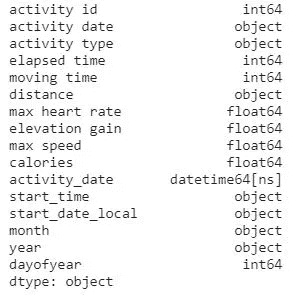 activity id int64
activity date object
activity type object
elapsed time int64
moving time int64
distance object
max heart rate float64
elevation gain float64
max speed float64
calories float64
activity_date datetime64[ns]
start_time object
start_date_local object
month object
year object
dayofyear int64
dtype: object